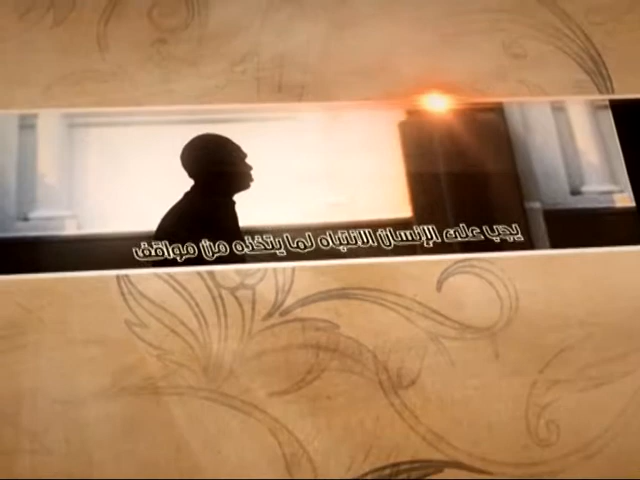 يجب على الإنسان الانتباه لما يتخذه من مواقف